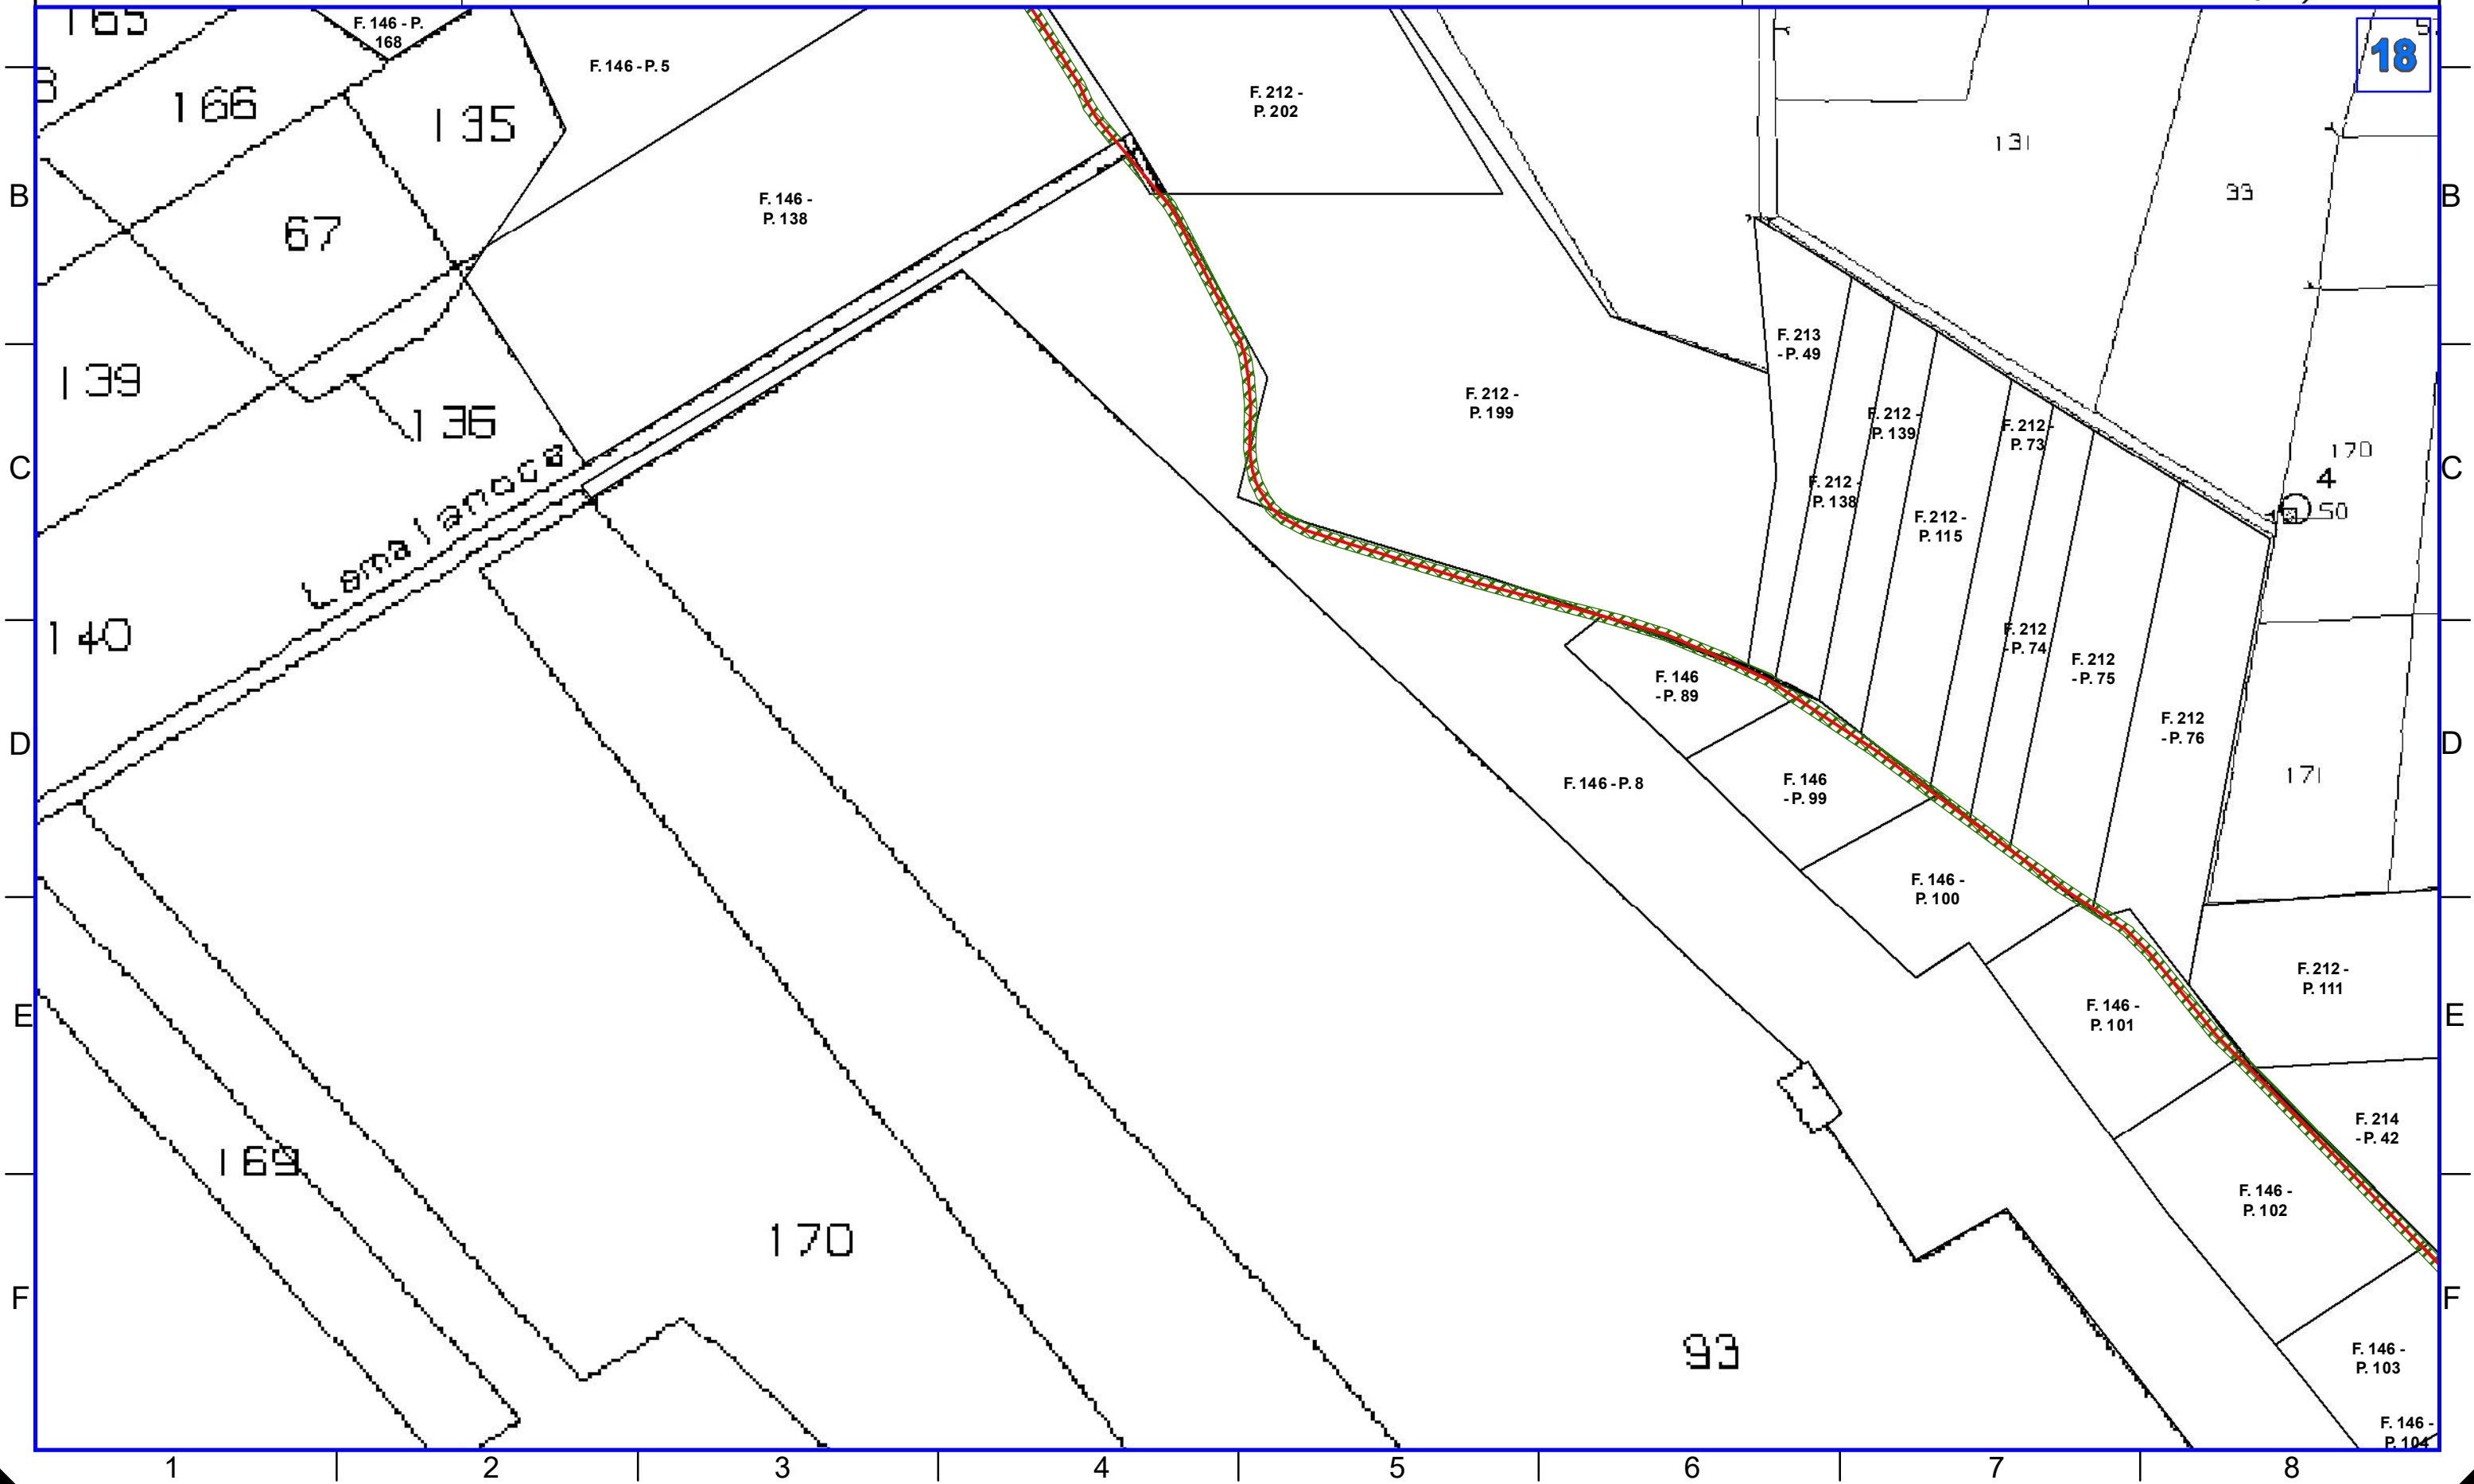 165
F. 146 - P.
168
F. 146 - P. 5
F. 212 -
P. 202
18
166
135
131
33
B
67
F. 146 -
P. 138
B
F. 213
-P. 49
139
136
F. 212 -
P. 199
F. 212 -
P. 139
F. 212 -
P. 73
170
C
Lamalamoca
F. 212 -
P. 138
F. 212 -
P. 115
4
50
C
140
F. 146
-P. 89
F. 212
-P. 74
F. 212
-P. 75
F. 212
-P. 76
D
F. 146 - P. 8
F. 146
-P. 99
171
D
F. 146 -
P. 100
E
F. 146 -
P. 101
F. 212 -
P. 111
E
169
F. 214
-P. 42
170
F. 146 -
P. 102
F
93
F. 146 -
P. 103
F
F. 146 -
P. 104
1
2
3
4
5
6
7
8